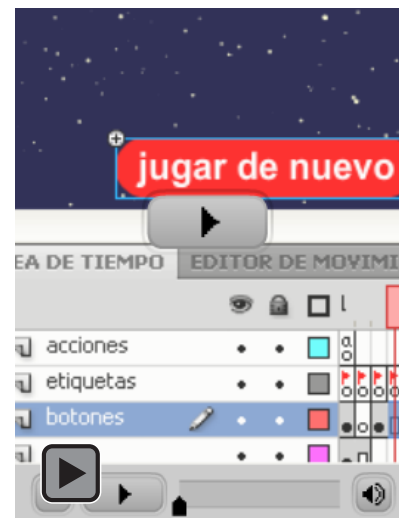 jugar de nuevo
EA DE TIEMPO EDITOR DE MOVIMI
acciones
etiquetas
botones